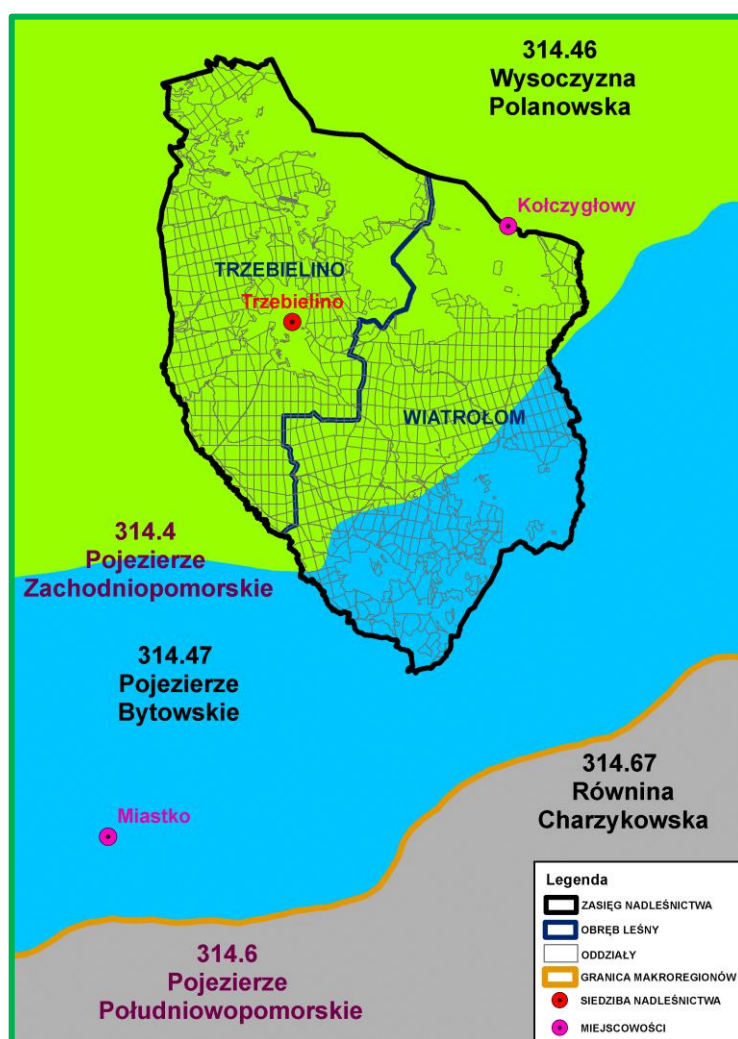 314.46
Wysoczyzna
Polanowska
Kołczygłowy
TRZEBIELINO
Trzebielino
WIATROŁOM
314.4
Pojezierze
Zachodniopomorskie
314.47
Pojezierze
Bytowskie
314.67
Równina
Charzykowska
Miastko
314.6
Pojezierze
Południowopomorskie
Legenda
ZASIĘG NADLEŚNICTWA
OBRĘB LEŚNY
ODDZIAŁY
GRANICA MAKROREGIONÓW
SIEDZIBA NADLEŚNICTWA
MIEJSCOWOŚCI